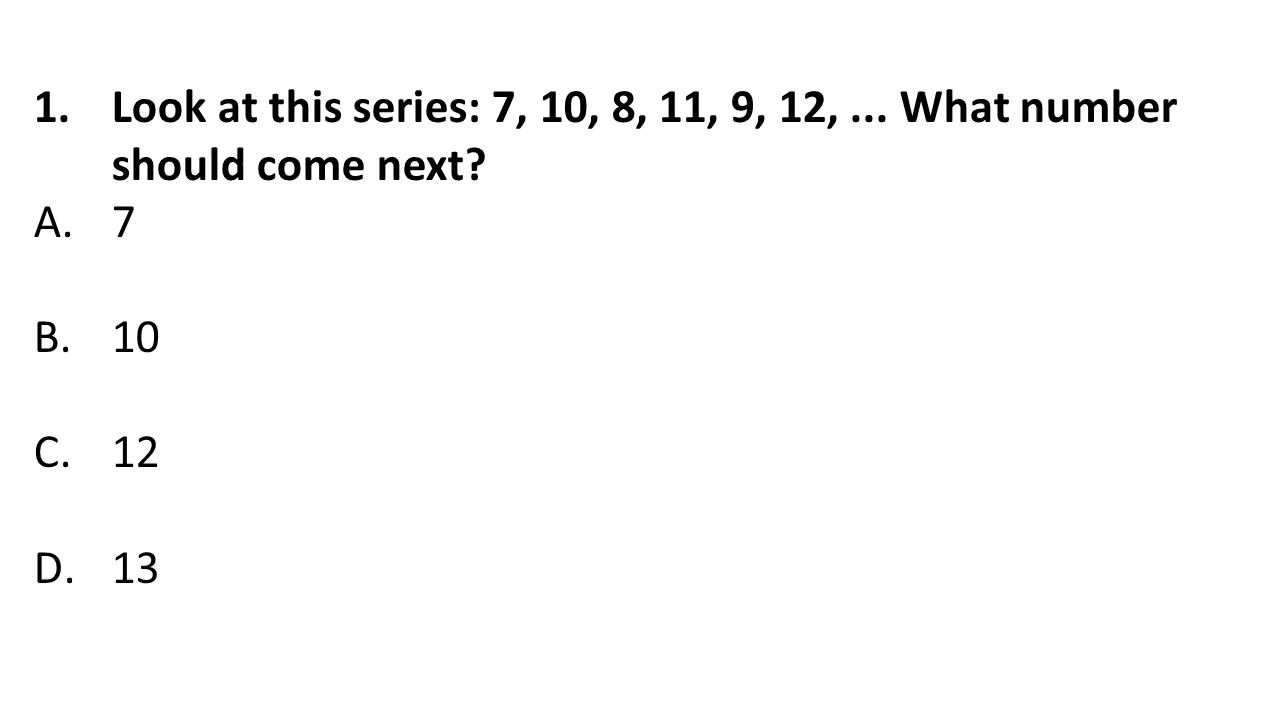 1. Look at this series: 7, 10, 8, 11, 9, 12, ... What number
should come next?
A. 7
B. 10
C. 12
D. 13